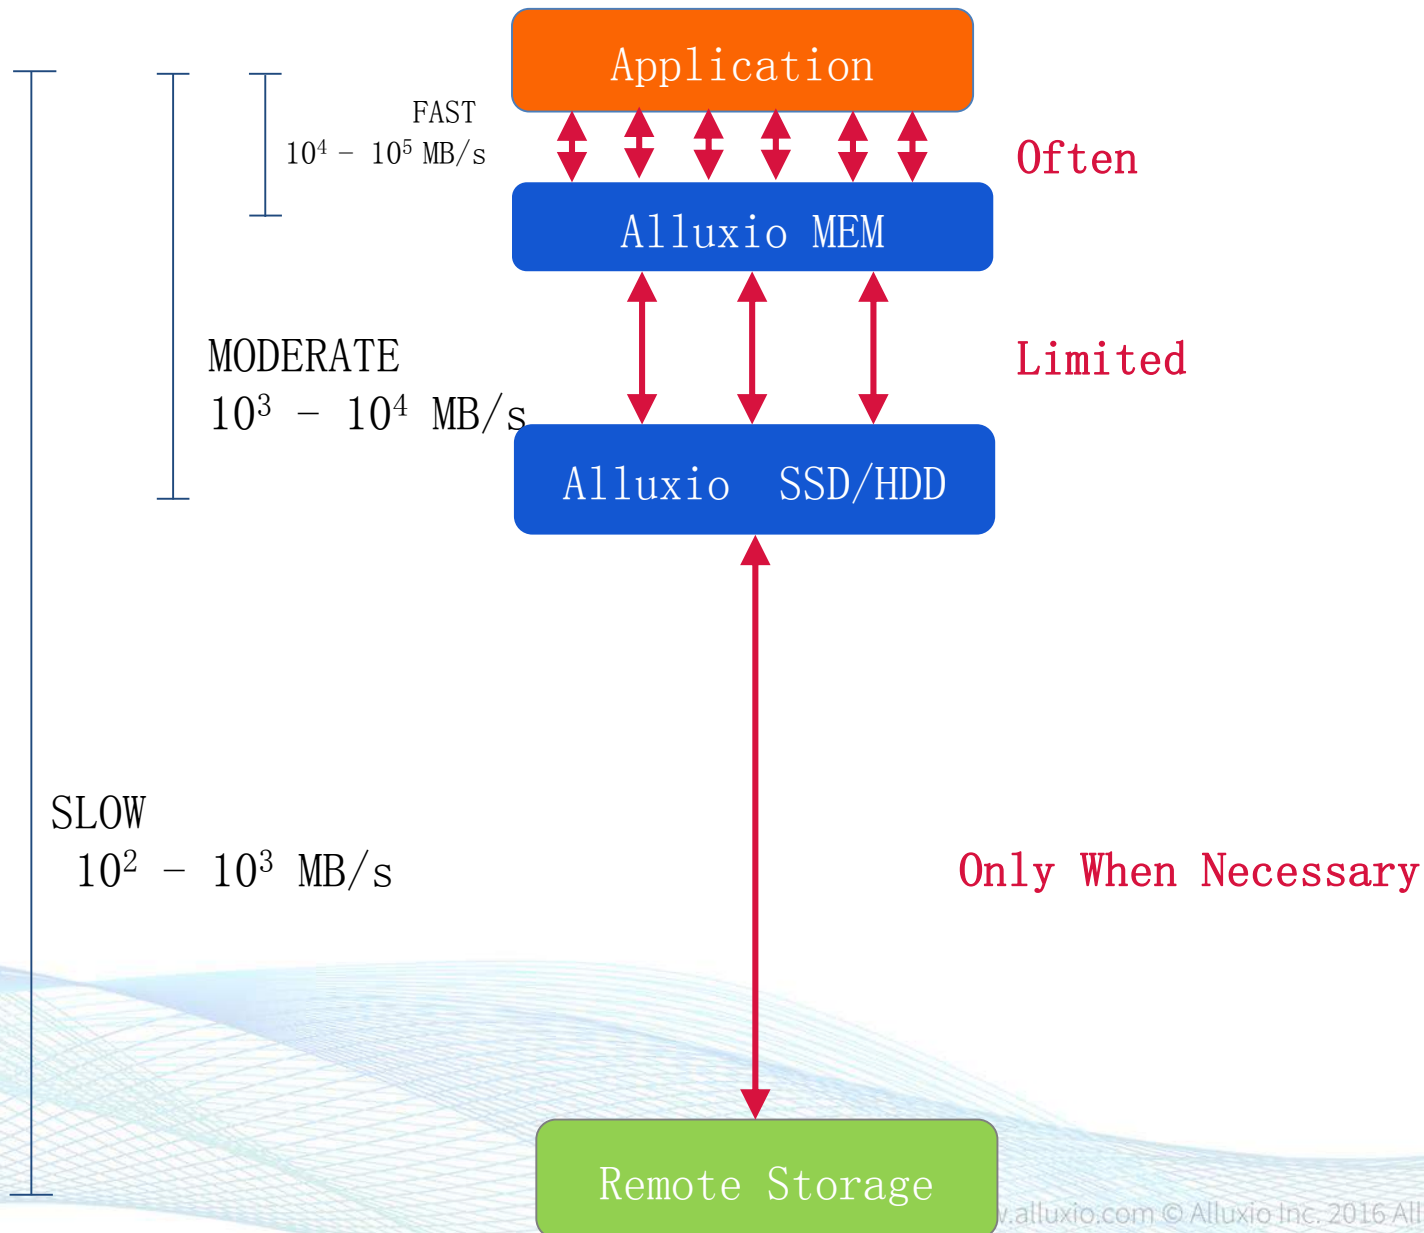 Application
FAST
10⁴ – 10⁵ MB/s
Often
Alluxio MEM
MODERATE
10³ – 10⁴ MB/s
Limited
Alluxio SSD/HDD
SLOW
10² – 10³ MB/s
Only When Necessary
Remote Storage
.alluxio.com © Alluxio Inc. 2016 All